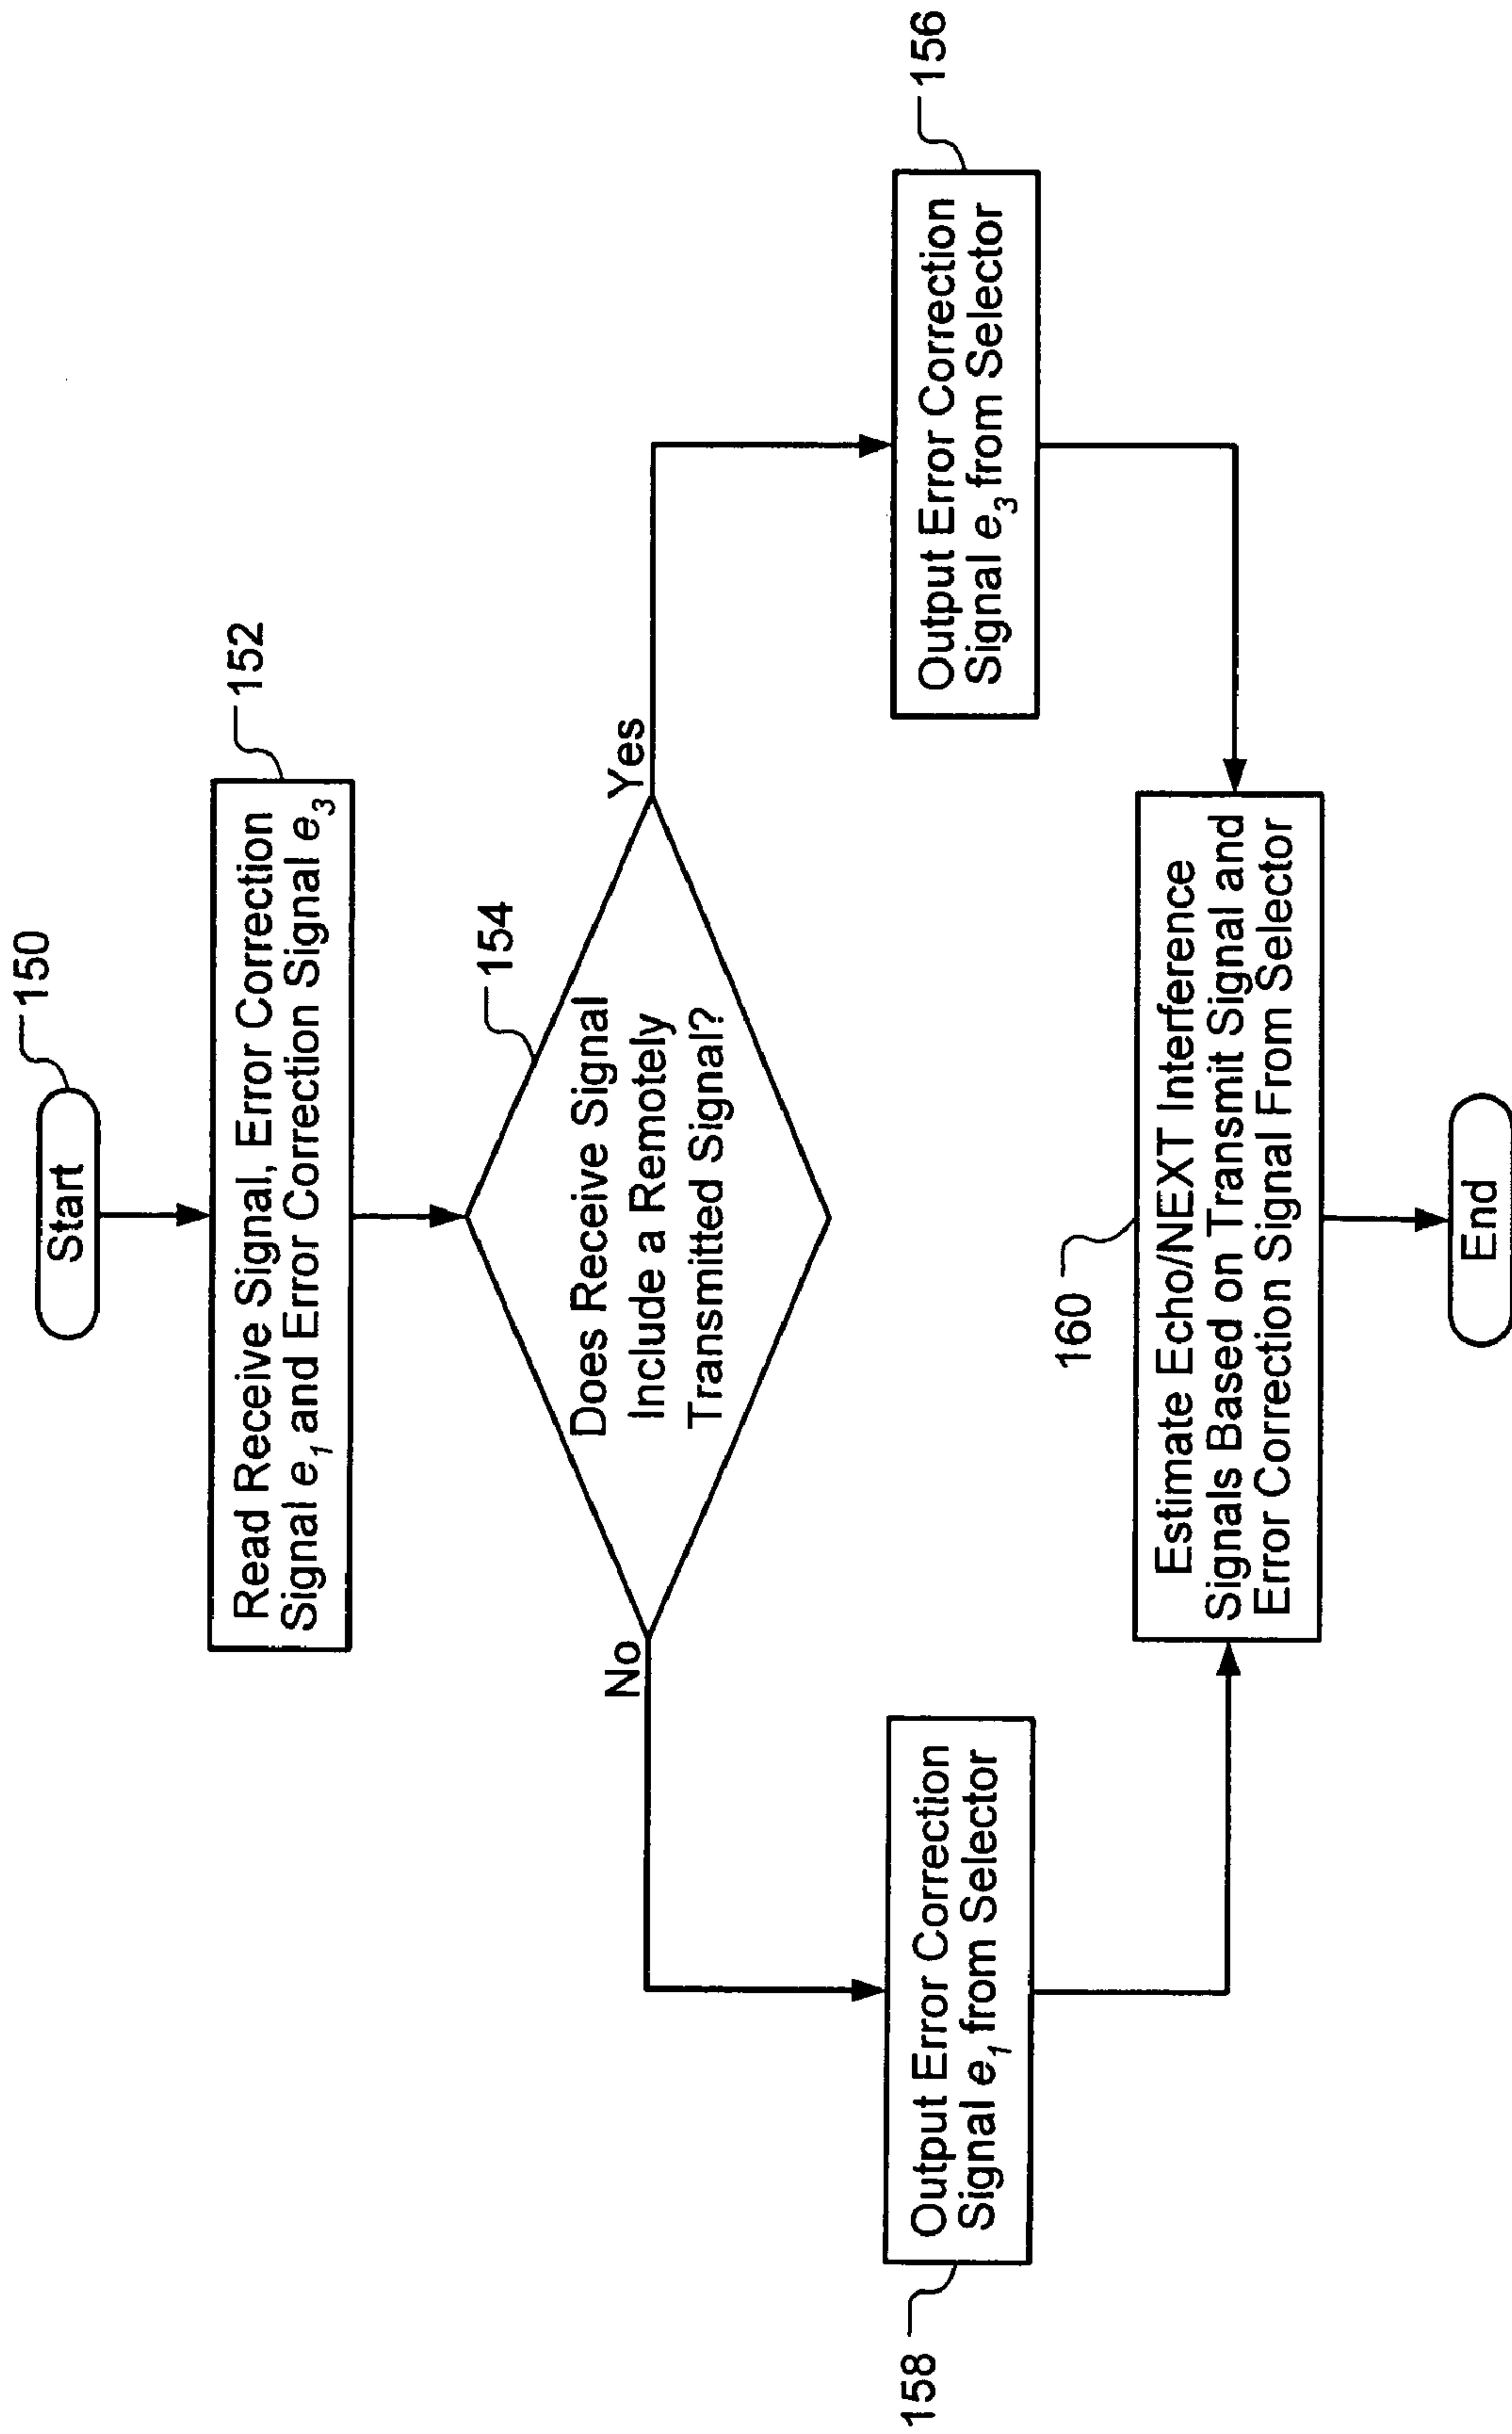 150
Start
152
Read Receive Signal, Error Correction
Signal e1 and Error Correction Signal e3
154
Does Receive Signal
Include a Remotely
Transmitted Signal?
No
Yes
158
Output Error Correction
Signal e1 from Selector
156
Output Error Correction
Signal e3 from Selector
160
Estimate Echo/NEXT Interference
Signals Based on Transmit Signal and
Error Correction Signal From Selector
End